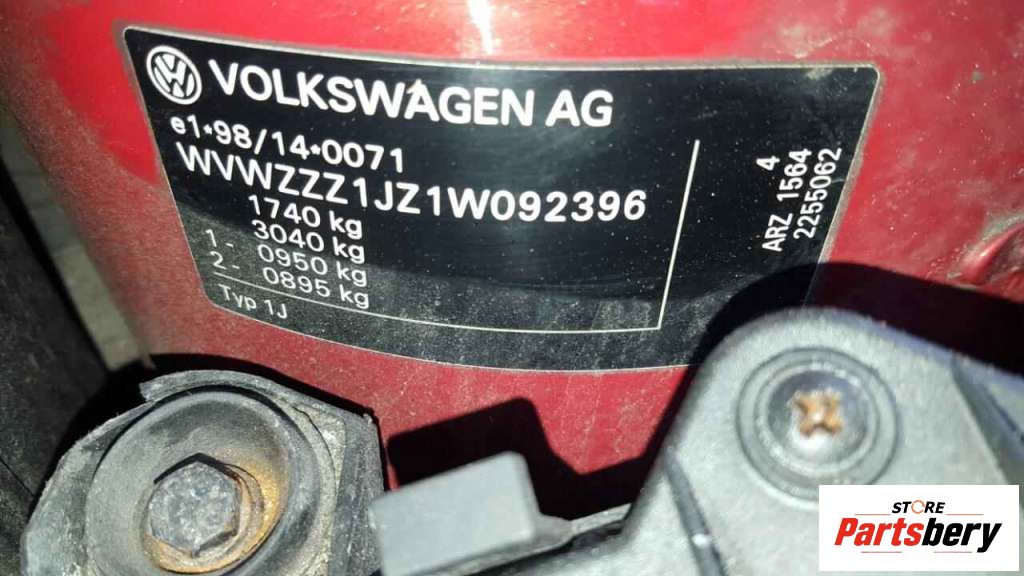 VOLKSWAGEN AG
e1*98/14*0071
WVWZZZ1JZ1W092396
1740 kg
3040 kg
1 - 0950 kg
2 - 0895 kg
Typ 1J
4
ARZ 1564
2255062
STORE
Partsbery